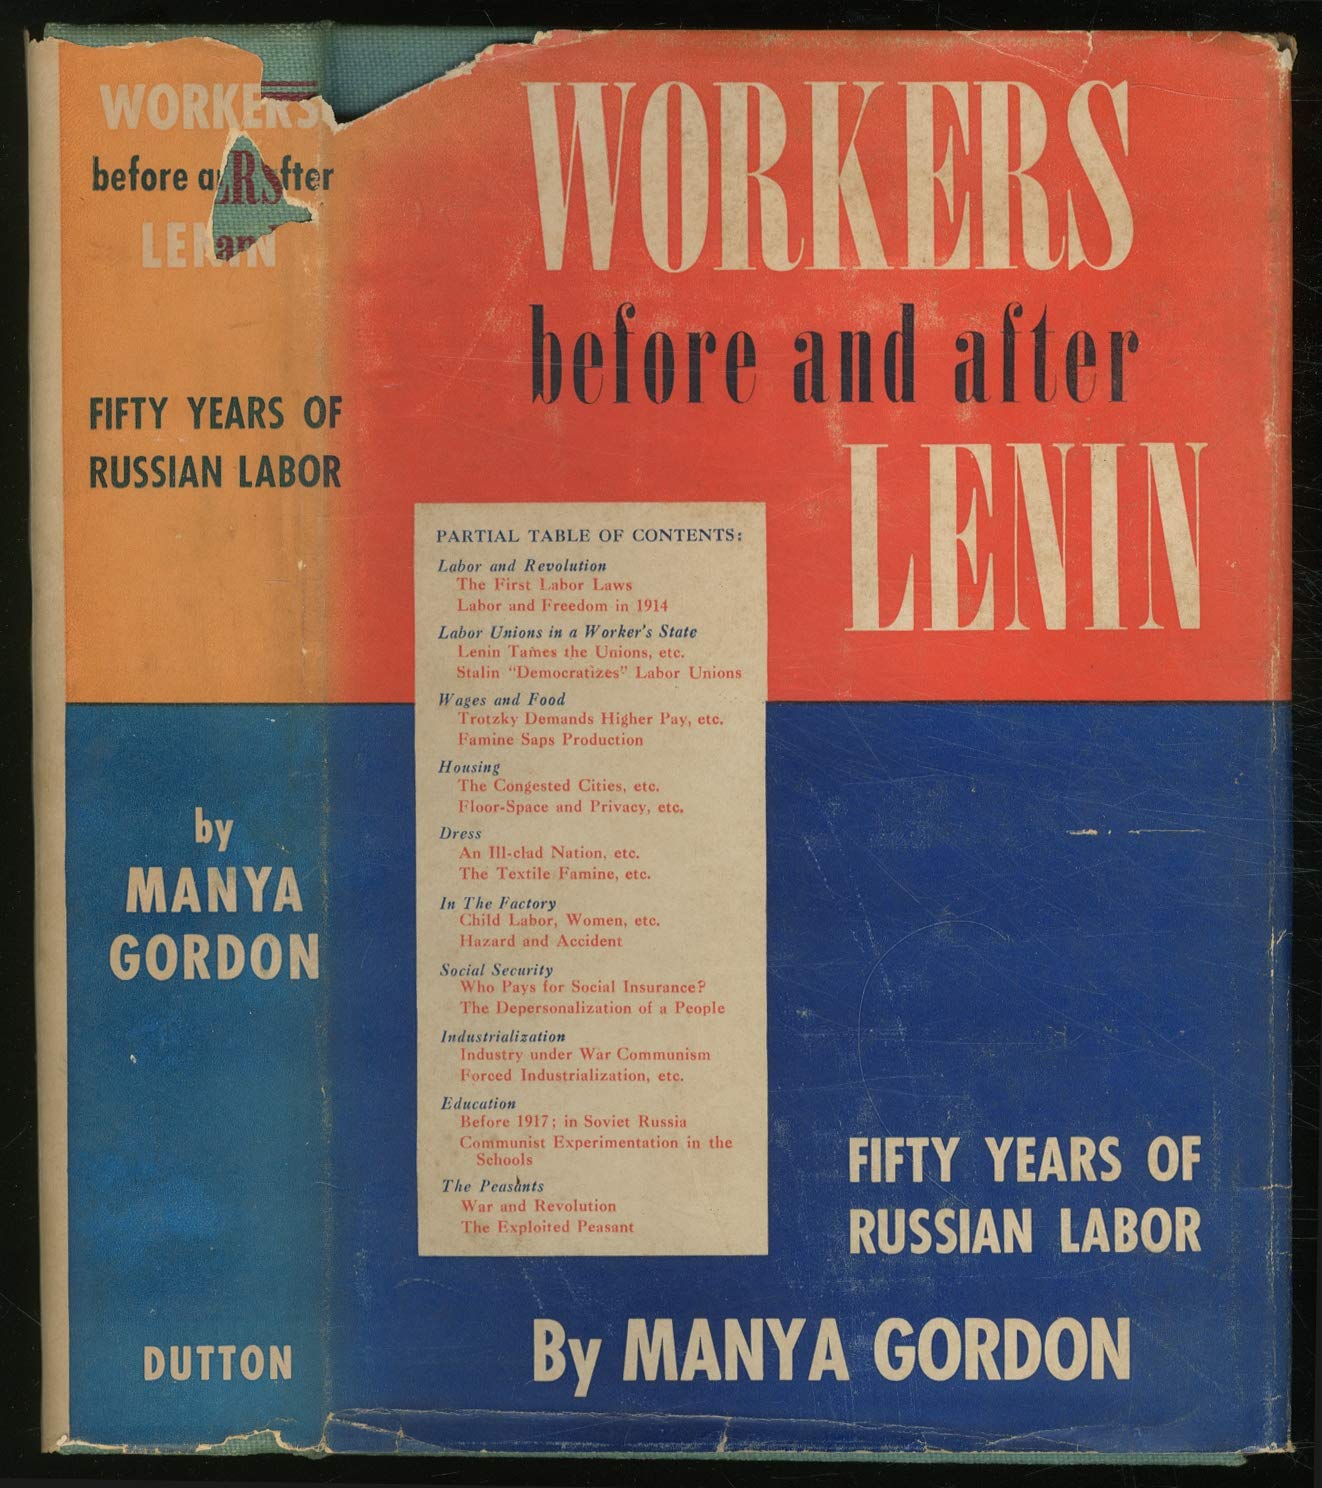 WORKERS
before a fter
LENIN
ERS
an
FIFTY YEARS OF
RUSSIAN LABOR
by
MANYA
GORDON
DUTTON
WORKERS
before and after
LENIN
PARTIAL TABLE OF CONTENTS:
Labor and Revolution
The First Labor Laws
Labor and Freedom in 1914
Labor Unions in a Worker's State
Lenin Tames the Unions, etc.
Stalin "Democratizes" Labor Unions
Wages and Food
Trotzky Demands Higher Pay, etc.
Famine Saps Production
Housing
The Congested Cities, etc.
Floor-Space and Privacy, etc.
Dress
An Ill-clad Nation, etc.
The Textile Famine, etc.
In The Factory
Child Labor, Women, etc.
Hazard and Accident
Social Security
Who Pays for Social Insurance?
The Depersonalization of a People
Industrialization
Industry under War Communism
Forced Industrialization, etc.
Education
Before 1917; in Soviet Russia
Communist Experimentation in the
Schools
The Peasants
War and Revolution
The Exploited Peasant
FIFTY YEARS OF
RUSSIAN LABOR
By MANYA GORDON